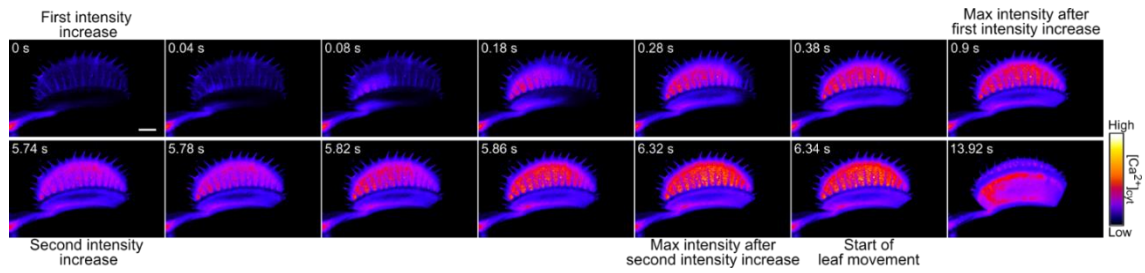 First intensity
increase
Max intensity after
first intensity increase
0 s
0.04 s
0.08 s
0.18 s
0.28 s
0.38 s
0.9 s
5.74 s
5.78 s
5.82 s
5.86 s
6.32 s
6.34 s
13.92 s
High
[Ca2+]cyt
Low
Second intensity
increase
Max intensity after
second intensity increase
Start of
leaf movement